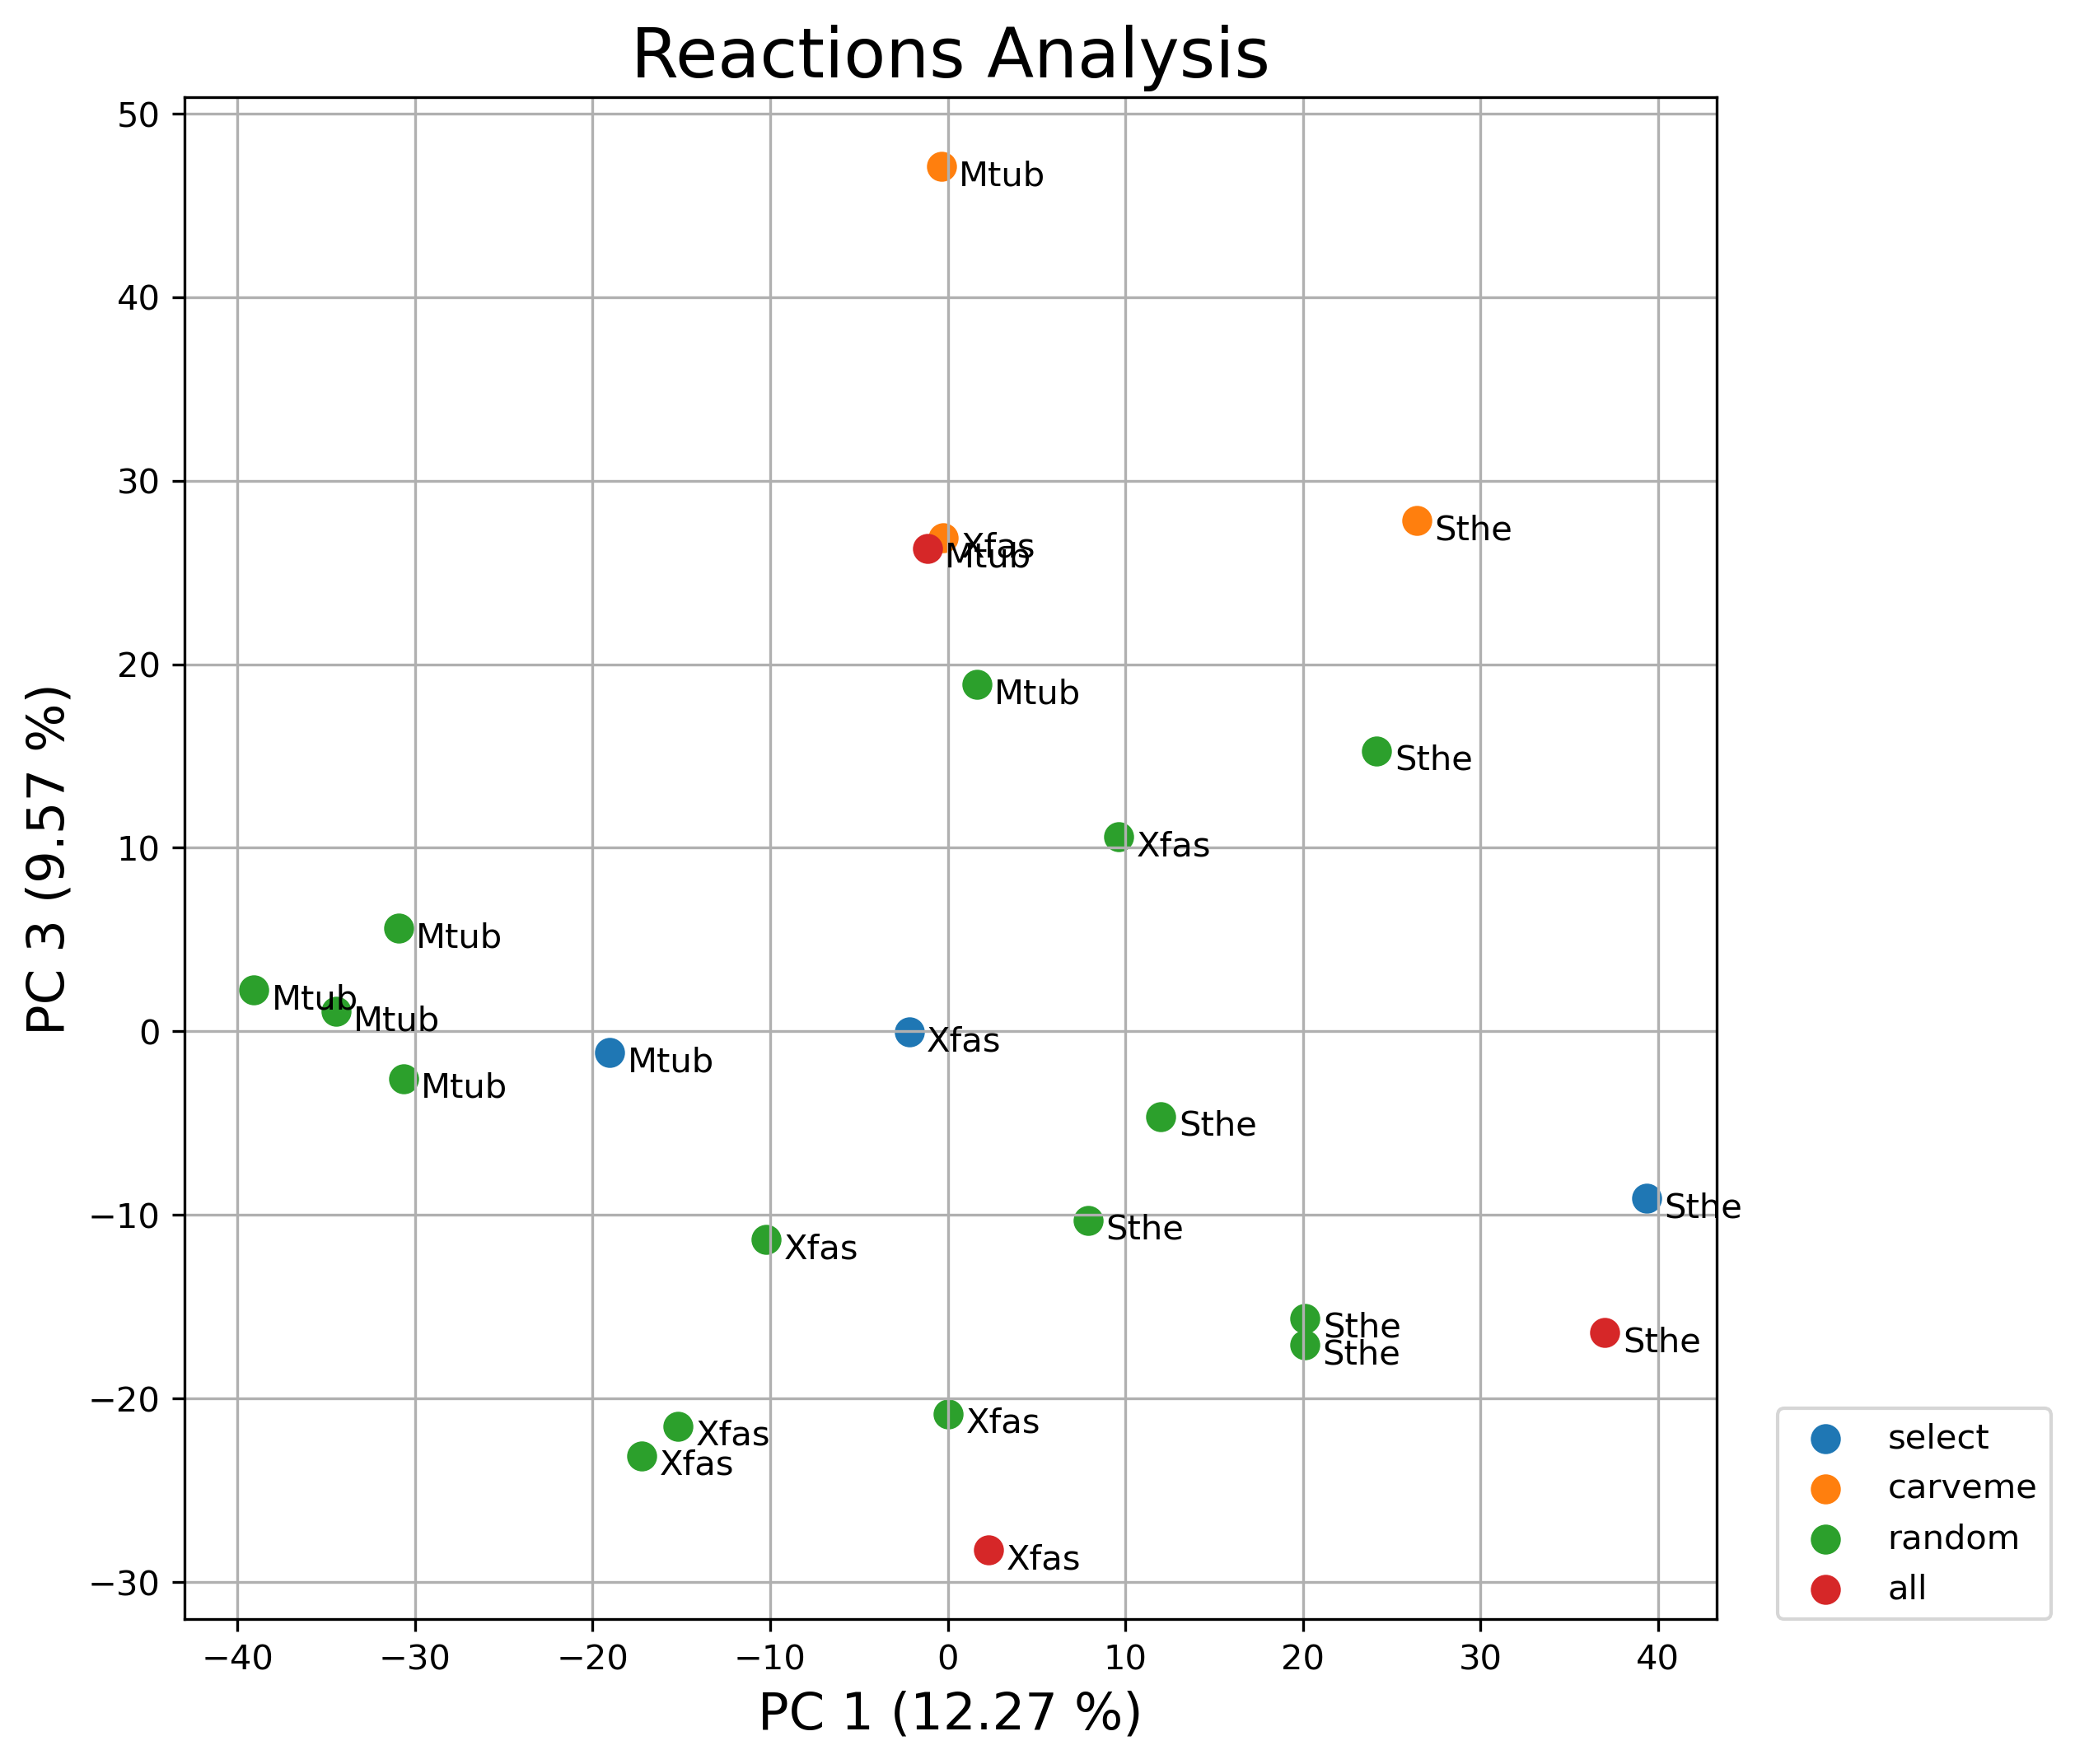 Reactions Analysis
50
40
30
20
10
0
−10
−20
−30
PC 3 (9.57 %)
Mtub
Sthe
Xfas
Mtub
Mtub
Sthe
Xfas
Mtub
Mtub
Mtub
Xfas
Mtub
Mtub
Sthe
Sthe
Sthe
Xfas
Sthe
Sthe
Sthe
Xfas
Xfas
Xfas
Xfas
−40
−30
−20
−10
0
10
20
30
40
PC 1 (12.27 %)
select
carveme
random
all